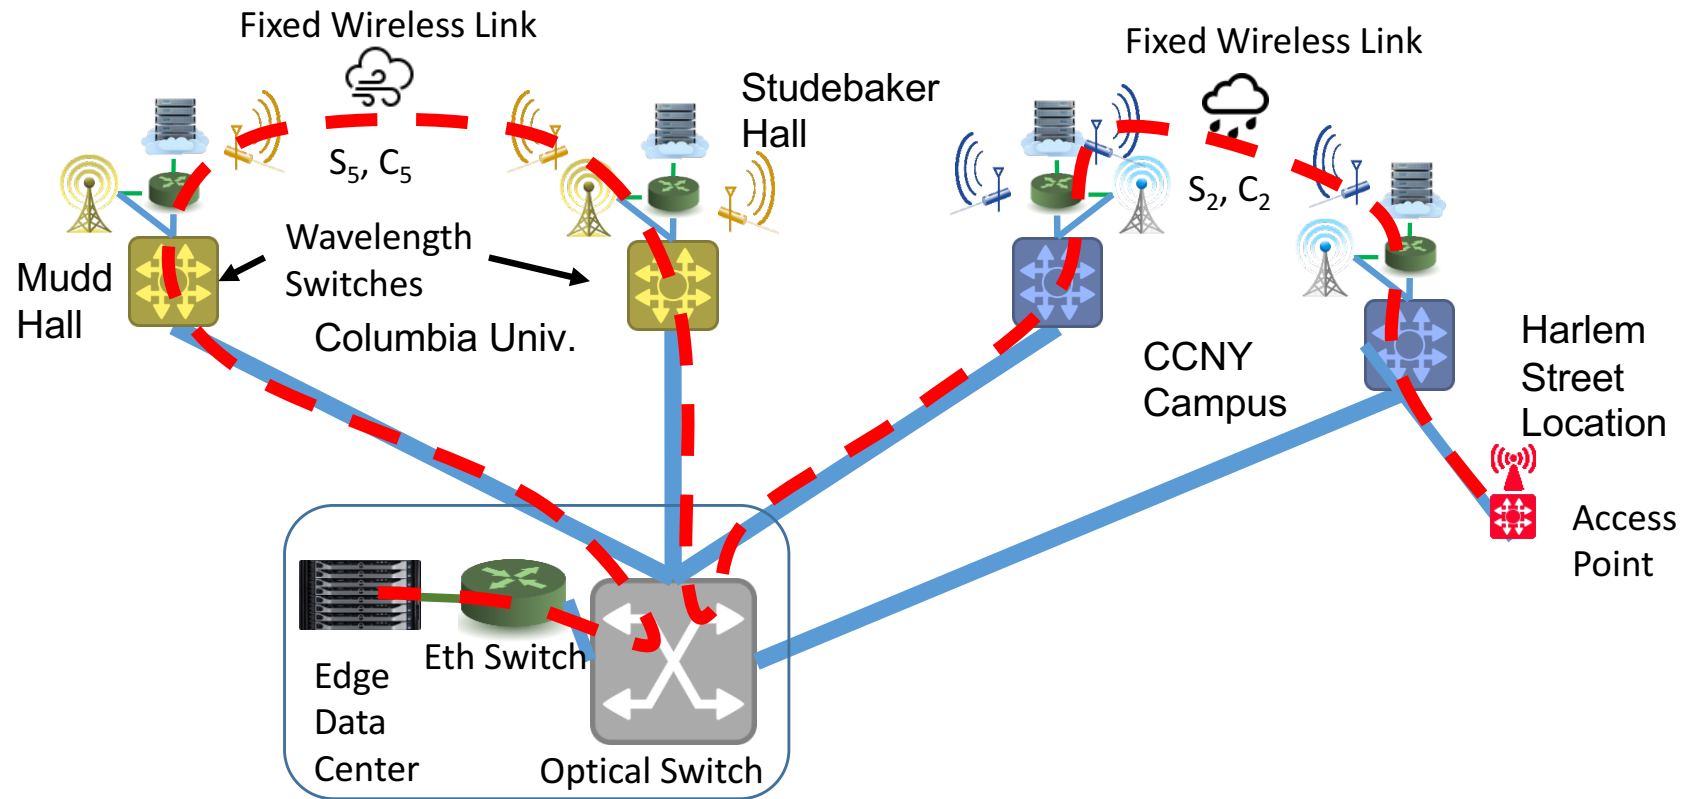 Fixed Wireless Link
Fixed Wireless Link
Studebaker
Hall
S5, C5
S2, C2
Wavelength
Switches
Mudd
Hall
Columbia Univ.
CCNY
Campus
Harlem
Street
Location
Access
Point
Eth Switch
Edge
Data
Center
Optical Switch